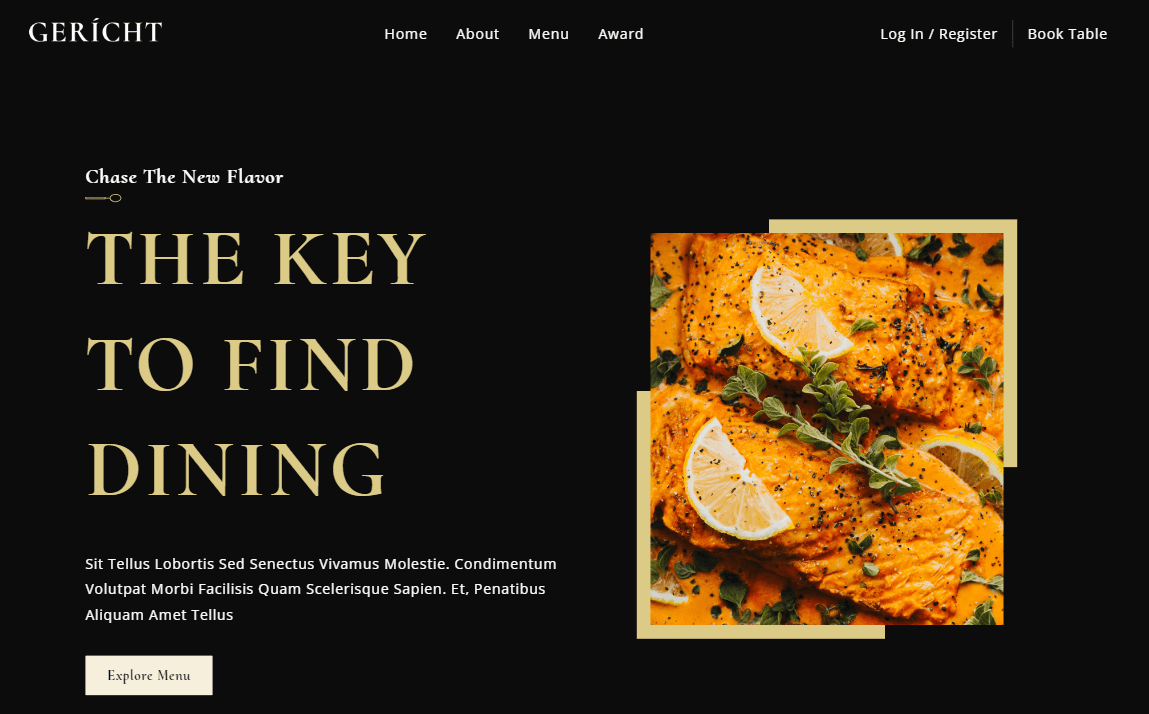 GERÍCHT
Home About Menu Award
Log In / Register Book Table
Chase The New Flavor
THE KEY
TO FIND
DINING
Sit Tellus Lobortis Sed Senectus Vivamus Molestie. Condimentum
Volutpat Morbi Facilisis Quam Scelerisque Sapien. Et, Penatibus
Aliquam Amet Tellus
Explore Menu